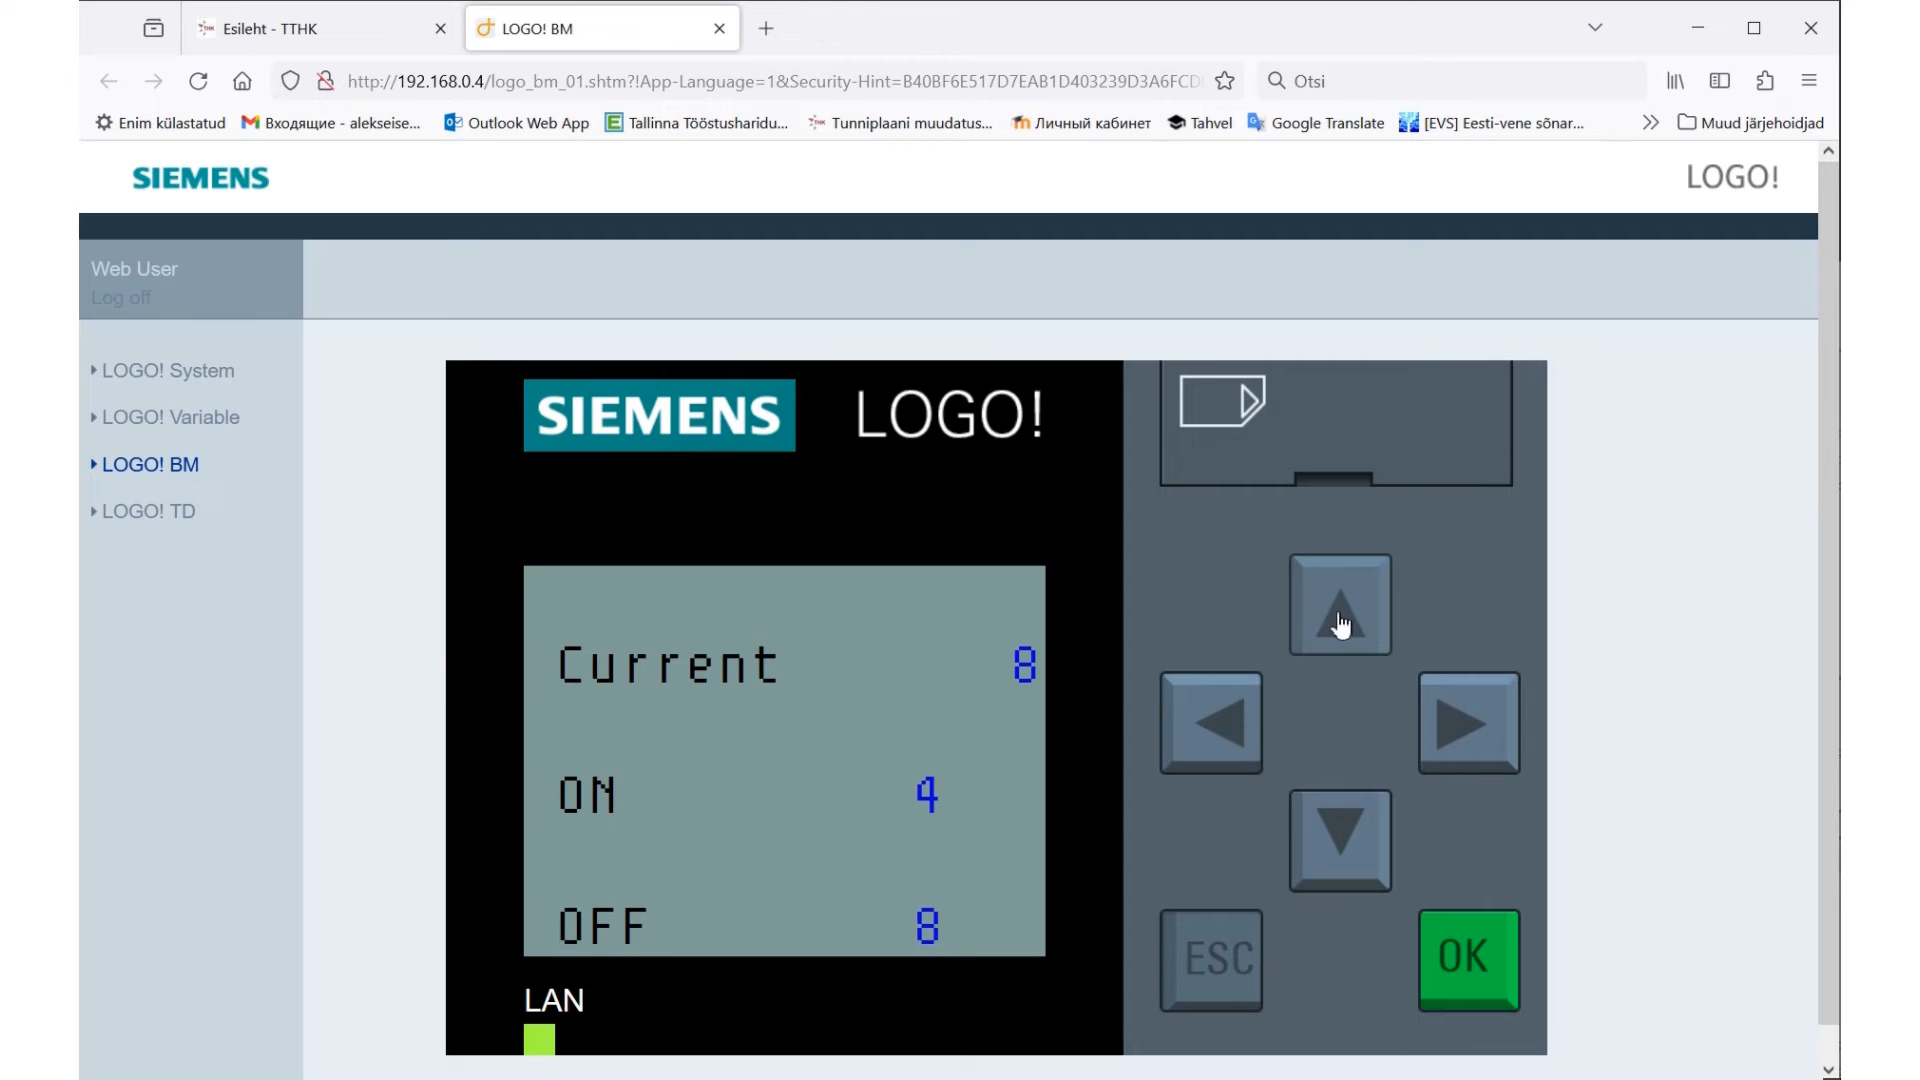 Esileht - TTHK
LOGO! BM
http://192.168.0.4/logo_bm_01.shtm?!App-Language=1&Security-Hint=B40BF6E517D7EAB1D403239D3A6FCD
Otsi
Enim külastatud
Входящие - alekseise...
Outlook Web App
Tallinna Tööstusharidu...
Tunniplaani muudatus...
Личный кабинет
Tahvel
Google Translate
[EVS] Eesti-vene sõnar...
Muud järjehoidjad
SIEMENS
LOGO!
Web User
Log off
LOGO! System
LOGO! Variable
LOGO! BM
LOGO! TD
SIEMENS LOGO!
Current 8
ON 4
OFF 8
LAN
ESC
OK